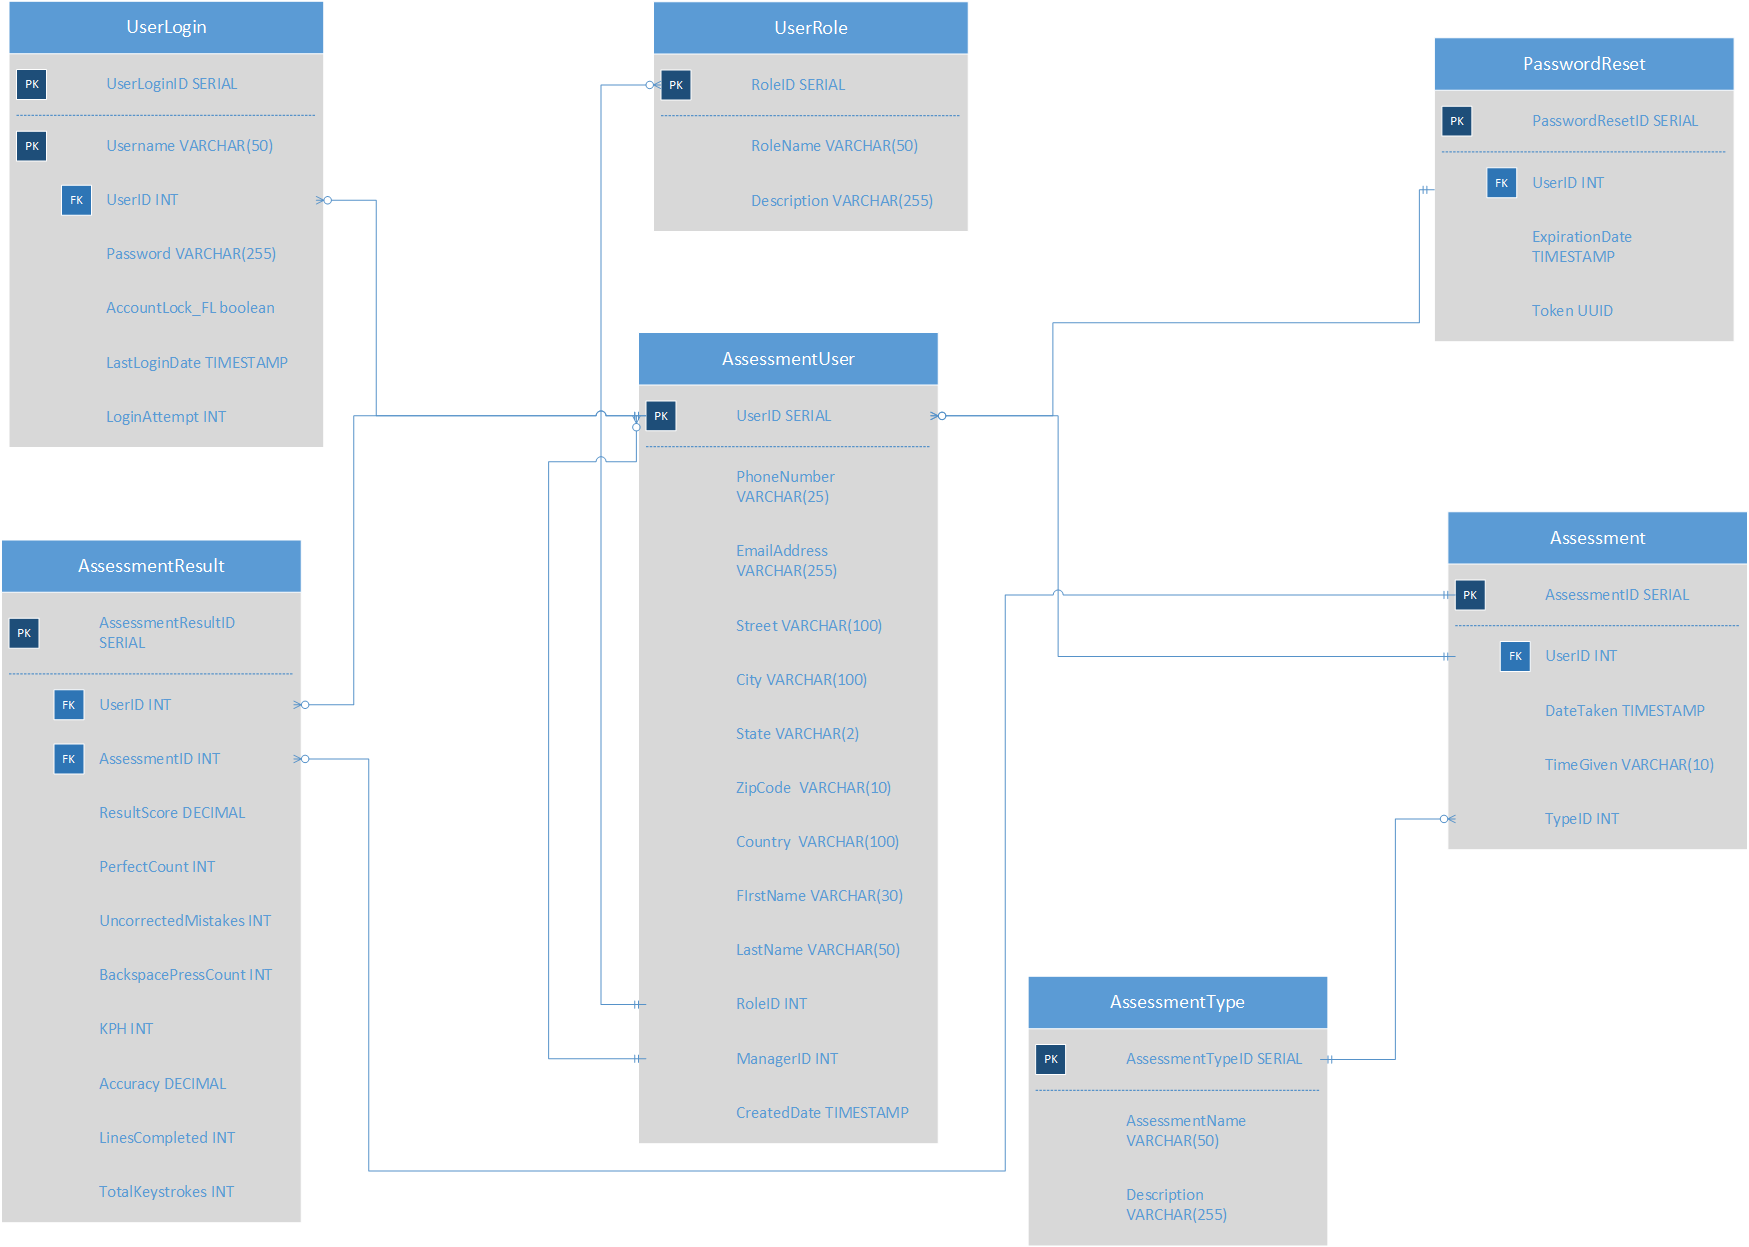 UserLogin
PK
UserLoginID SERIAL
PK
Username VARCHAR(50)
FK
UserID INT
Password VARCHAR(255)
AccountLock_FL boolean
LastLoginDate TIMESTAMP
LoginAttempt INT
UserRole
PK
RoleID SERIAL
RoleName VARCHAR(50)
Description VARCHAR(255)
PasswordReset
PK
PasswordResetID SERIAL
FK
UserID INT
ExpirationDate
TIMESTAMP
Token UUID
AssessmentUser
PK
UserID SERIAL
PhoneNumber
VARCHAR(25)
EmailAddress
VARCHAR(255)
Street VARCHAR(100)
City VARCHAR(100)
State VARCHAR(2)
ZipCode  VARCHAR(10)
Country  VARCHAR(100)
FIrstName VARCHAR(30)
LastName VARCHAR(50)
RoleID INT
ManagerID INT
CreatedDate TIMESTAMP
AssessmentResult
PK
AssessmentResultID
SERIAL
FK
UserID INT
FK
AssessmentID INT
ResultScore DECIMAL
PerfectCount INT
UncorrectedMistakes INT
BackspacePressCount INT
KPH INT
Accuracy DECIMAL
LinesCompleted INT
TotalKeystrokes INT
Assessment
PK
AssessmentID SERIAL
FK
UserID INT
DateTaken TIMESTAMP
TimeGiven VARCHAR(10)
TypeID INT
AssessmentType
PK
AssessmentTypeID SERIAL
AssessmentName
VARCHAR(50)
Description
VARCHAR(255)